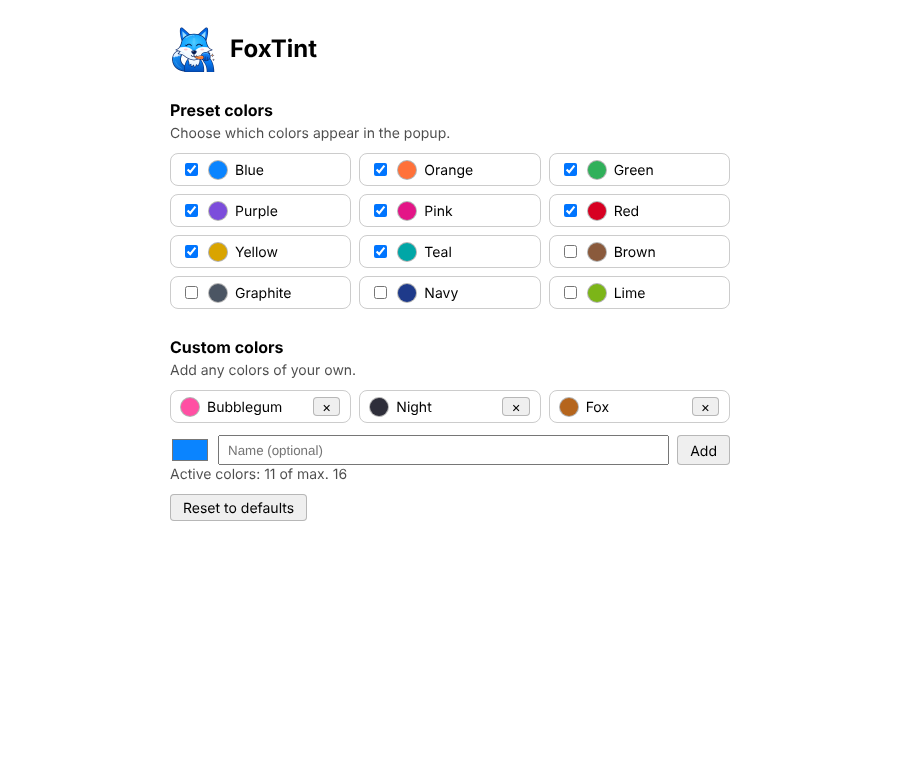 FoxTint
Preset colors
Choose which colors appear in the popup.
Blue Orange Green
Purple Pink Red
Yellow Teal Brown
Graphite Navy Lime
Custom colors
Add any colors of your own.
Bubblegum × Night × Fox ×
Name (optional) Add
Active colors: 11 of max. 16
Reset to defaults